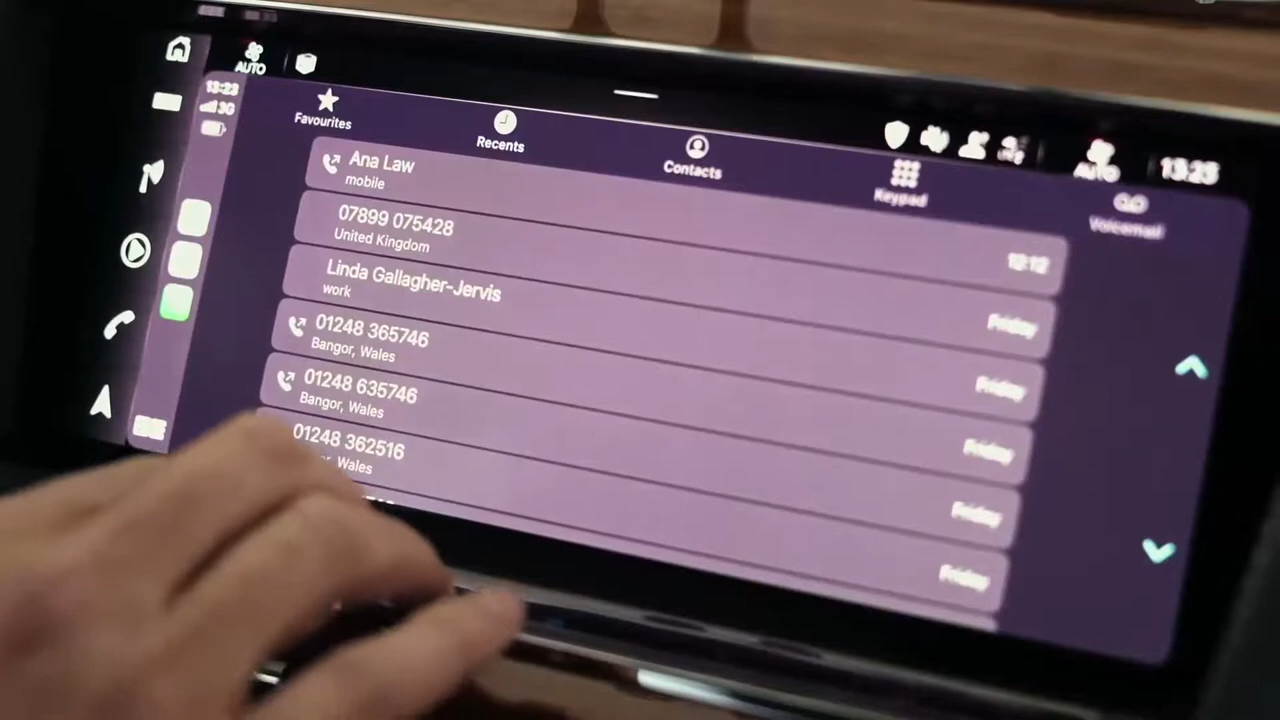 AUTO
13:23
3G
Favourites
Recents
Contacts
Keypad
Voicemail
AUTO
13:23
Ana Law
mobile
12:12
07899 075428
United Kingdom
Friday
Linda Gallagher-Jervis
work
Friday
01248 365746
Bangor, Wales
Friday
01248 635746
Bangor, Wales
Friday
01248 362516
Wales
Friday